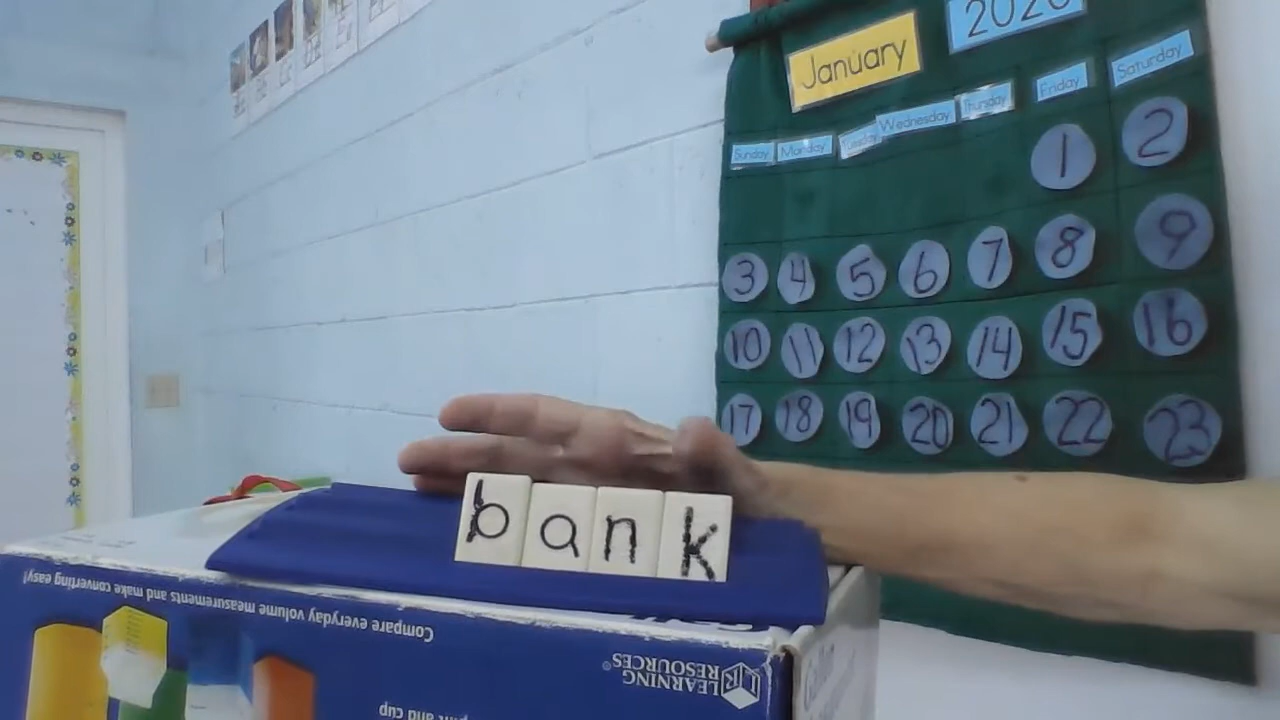 January
2020
Sunday Monday Tuesday Wednesday Thursday Friday Saturday
1 2
3 4 5 6 7 8 9
10 11 12 13 14 15 16
17 18 19 20 21 22 23
bank
Compare everyday volume measurements and make converting easy!
LEARNING
RESOURCES®
and cup